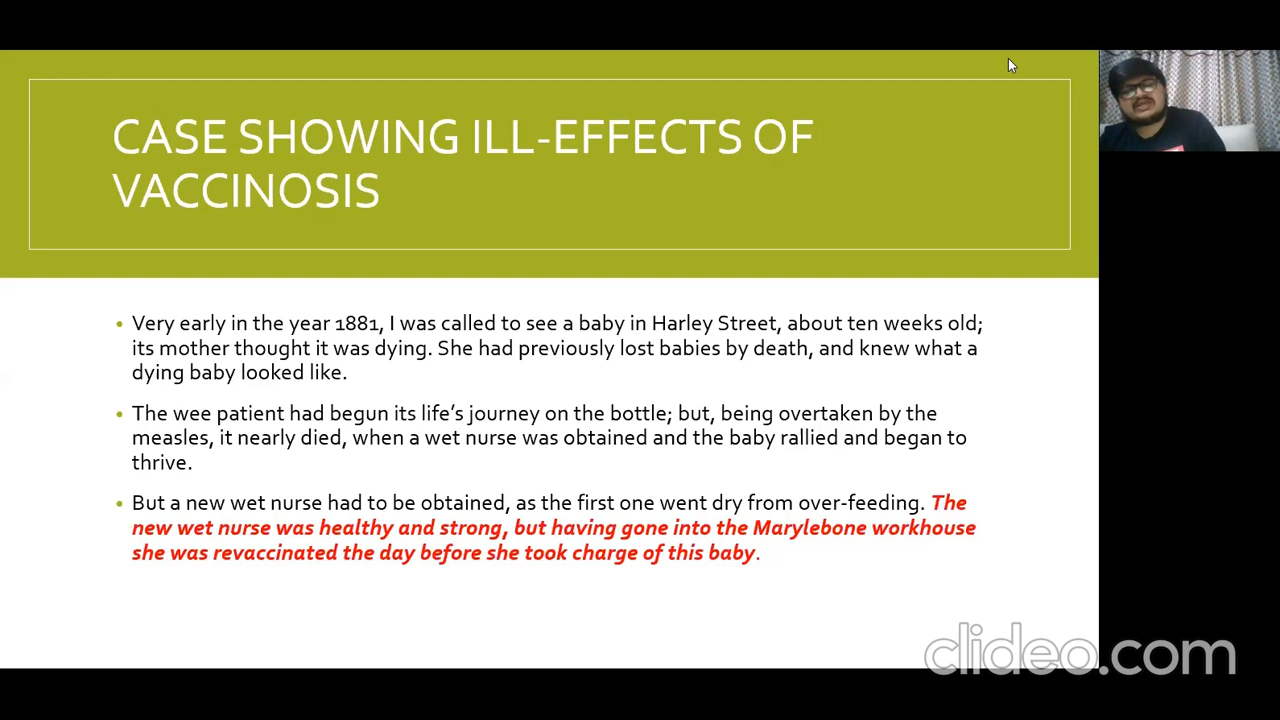 CASE SHOWING ILL-EFFECTS OF
VACCINOSIS
• Very early in the year 1881, I was called to see a baby in Harley Street, about ten weeks old;
its mother thought it was dying. She had previously lost babies by death, and knew what a
dying baby looked like.
• The wee patient had begun its life’s journey on the bottle; but, being overtaken by the
measles, it nearly died, when a wet nurse was obtained and the baby rallied and began to
thrive.
• But a new wet nurse had to be obtained, as the first one went dry from over-feeding. The
new wet nurse was healthy and strong, but having gone into the Marylebone workhouse
she was revaccinated the day before she took charge of this baby.
clideo.com